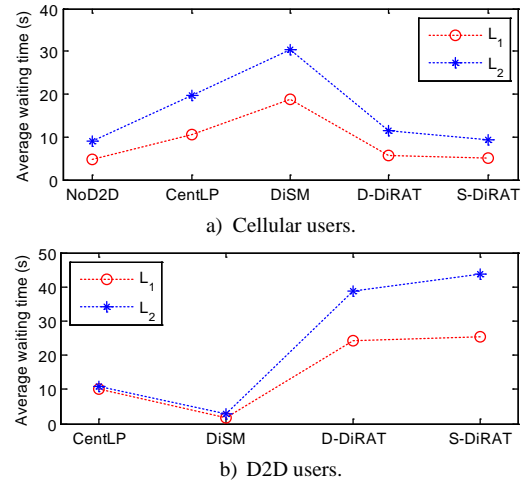 Average waiting time (s)
40
30
20
10
0
L1
L2
NoD2D CentLP DiSM D-DiRAT S-DiRAT
a) Cellular users.
Average waiting time (s)
50
40
30
20
10
0
L1
L2
CentLP DiSM D-DiRAT S-DiRAT
b) D2D users.